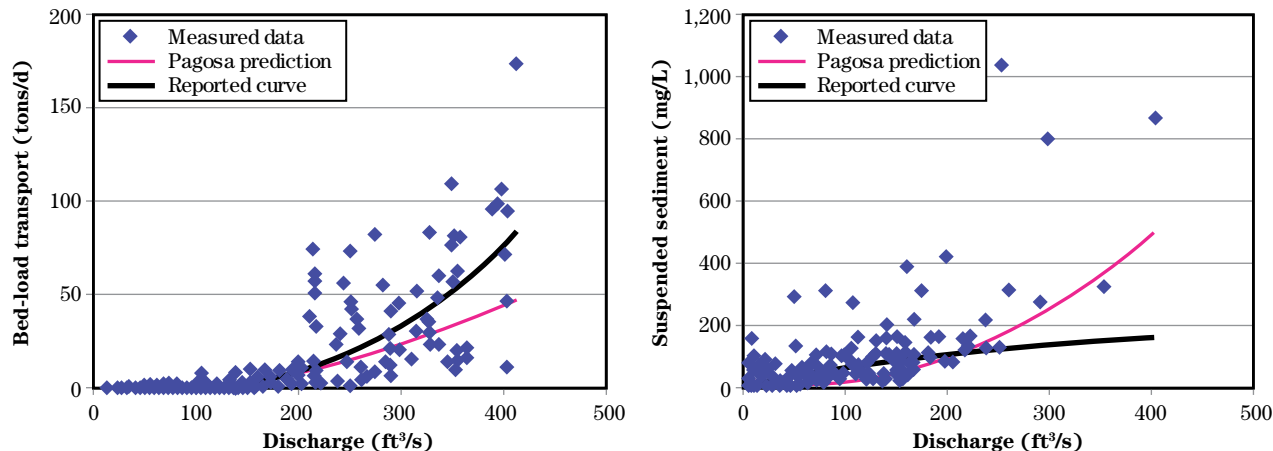 Bed-load transport (tons/d)
200
150
100
50
0
Measured data
Pagosa prediction
Reported curve
0 100 200 300 400 500
Discharge (ft³/s)
Suspended sediment (mg/L)
1,200
1,000
800
600
400
200
0
Measured data
Pagosa prediction
Reported curve
0 100 200 300 400 500
Discharge (ft³/s)